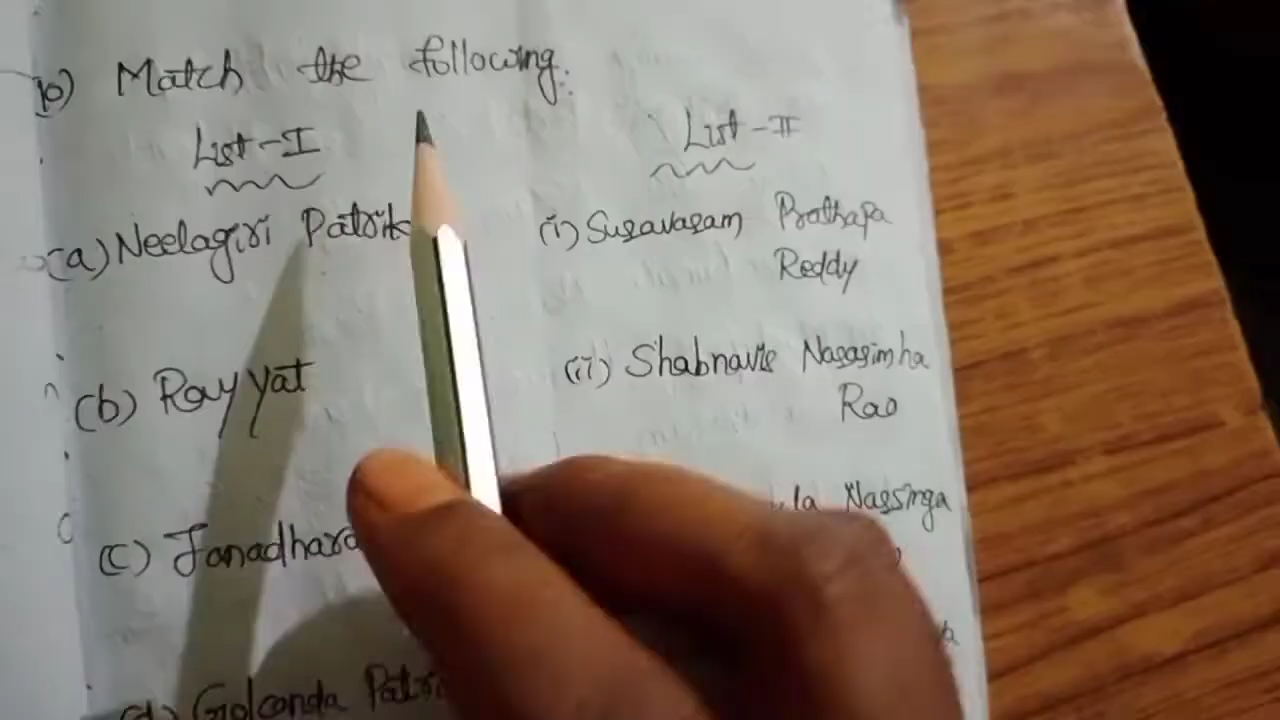 10) Match the following:
List-I
List-II
(a) Neelagiri Patrik
(i) Suravaram Prathapa
Reddy
(b) Rayyat
(ii) Shabnavis Narasimha
Rao
la Narsinga
(c) Janadhara
(d) Golconda Patri